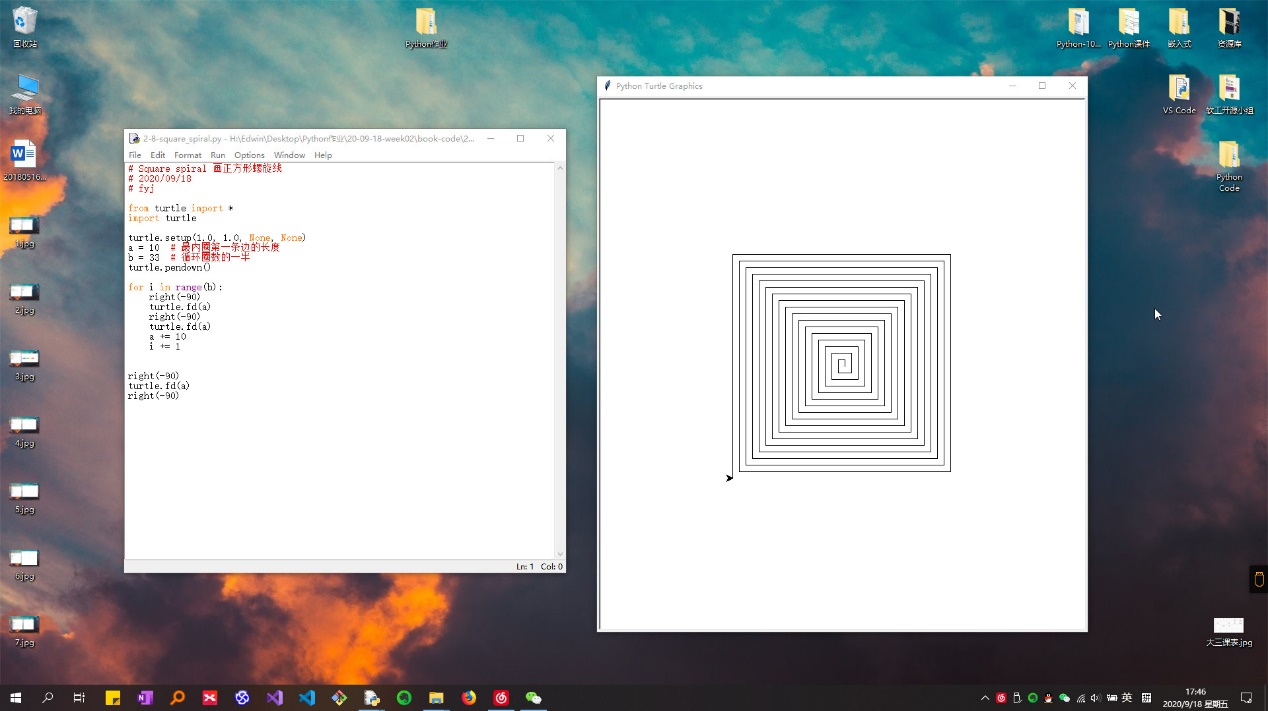 回收站
我的电脑
20180516...
1.jpg
2.jpg
3.jpg
4.jpg
5.jpg
6.jpg
7.jpg
Python作业
Python-10...
Python课件
嵌入式
资源库
VS Code
软工开源小组
Python
Code
大三课表.jpg
2-8-square_spiral.py - H:\Edwin\Desktop\Python作业\20-09-18-week02\book-code\2...
File Edit Format Run Options Window Help
# Square spiral 画正方形螺旋线
# 2020/09/18
# fyj
from turtle import *
import turtle
turtle.setup(1.0, 1.0, None, None)
a = 10 # 最内圈第一条边的长度
b = 33 # 循环圈数的一半
turtle.pendown()
for i in range(b):
right(-90)
turtle.fd(a)
right(-90)
turtle.fd(a)
a += 10
i += 1
right(-90)
turtle.fd(a)
right(-90)
Ln: 1 Col: 0
Python Turtle Graphics
英
17:46
2020/9/18 星期五